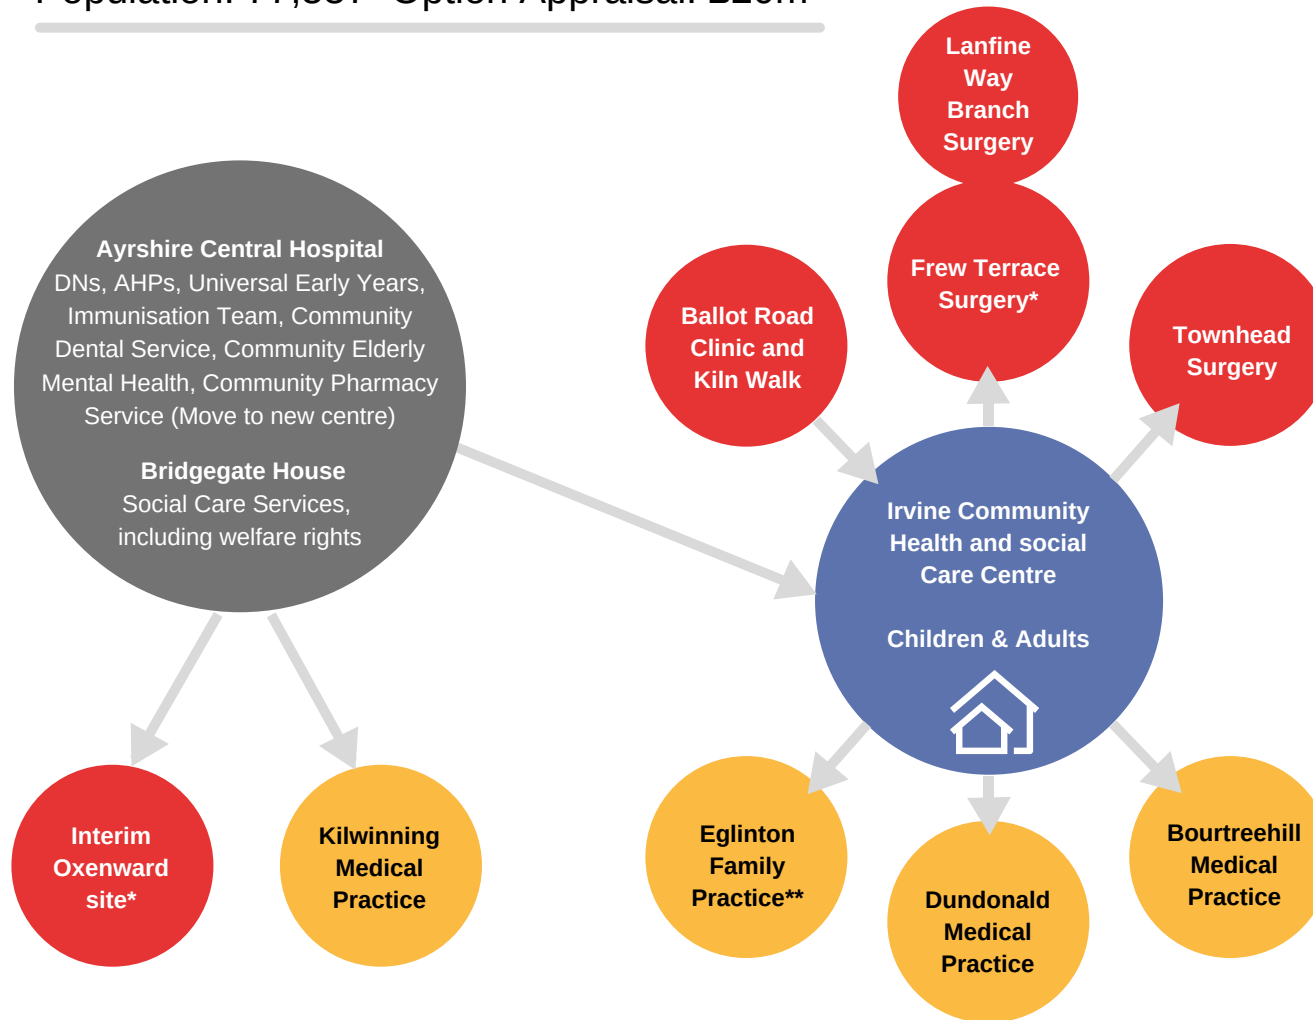 Population: Option Appraisal:
Lanfine
Way
Branch
Surgery
Frew Terrace
Surgery*
Ballot Road
Clinic and
Kiln Walk
Townhead
Surgery
Ayrshire Central Hospital
DNs, AHPs, Universal Early Years,
Immunisation Team, Community
Dental Service, Community Elderly
Mental Health, Community Pharmacy
Service (Move to new centre)
Bridgegate House
Social Care Services,
including welfare rights
Irvine Community
Health and social
Care Centre
Children & Adults
Interim
Oxenward
site*
Kilwinning
Medical
Practice
Eglinton
Family
Practice**
Dundonald
Medical
Practice
Bourtreehill
Medical
Practice